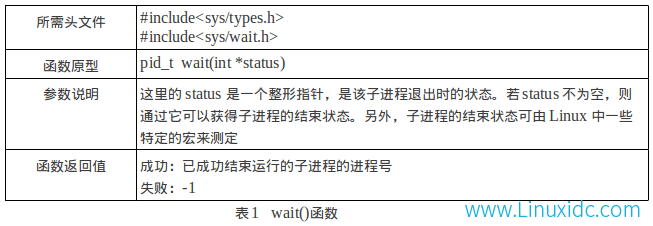 所需头文件
#include<sys/types.h>
#include<sys/wait.h>
函数原型
pid_t wait(int *status)
参数说明
这里的 status 是一个整形指针，是该子进程退出时的状态。若 status 不为空，则
通过它可以获得子进程的结束状态。另外，子进程的结束状态可由 Linux 中一些
特定的宏来测定
函数返回值
成功：已成功结束运行的子进程的进程号
失败：-1
表 1 wait()函数
www.Linuxidc.com